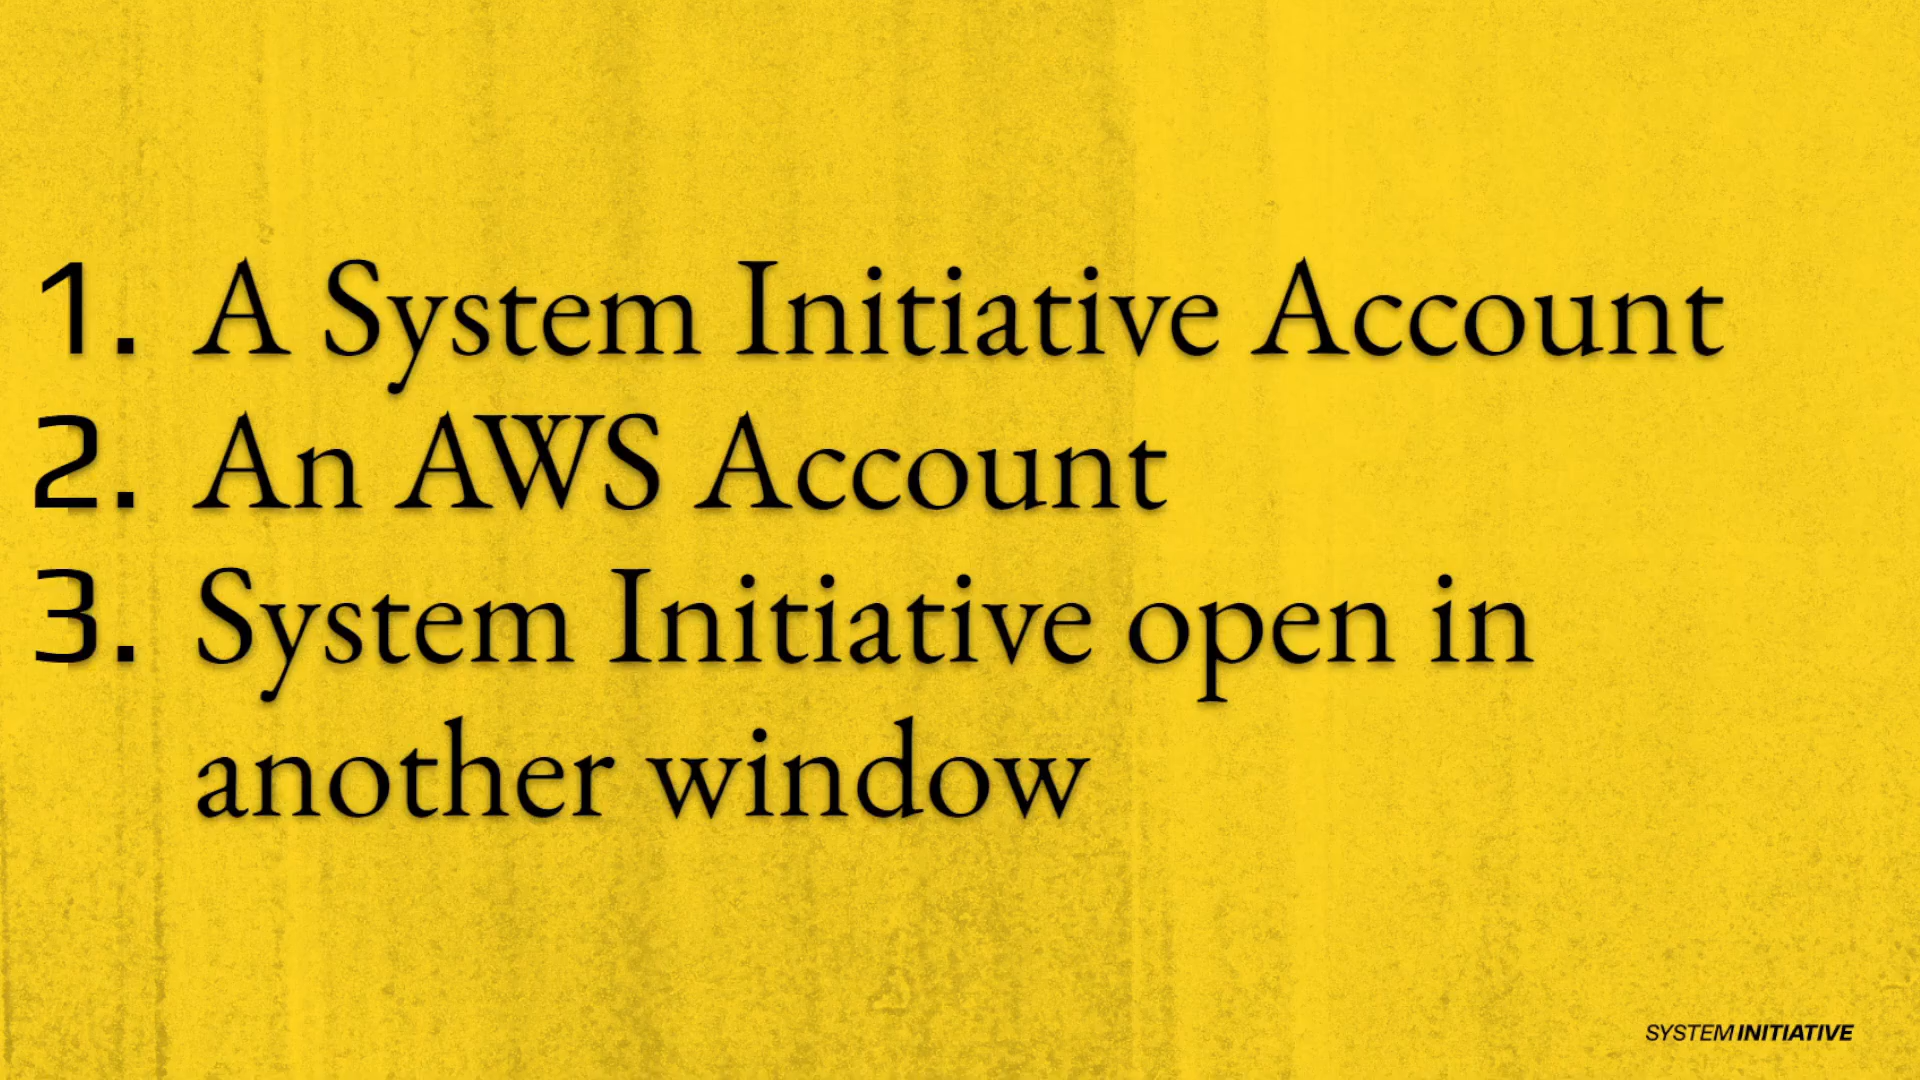 1. A System Initiative Account
2. An AWS Account
3. System Initiative open in
another window
SYSTEM INITIATIVE